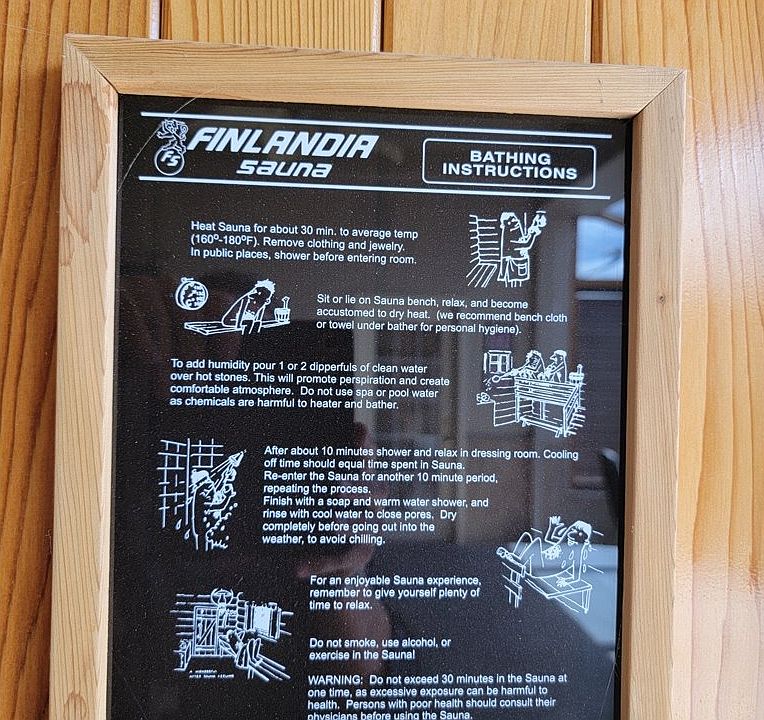 FS
FINLANDIA
sauna
BATHING
INSTRUCTIONS
Heat Sauna for about 30 min. to average temp
(160º-180ºF). Remove clothing and jewelry.
In public places, shower before entering room.
Sit or lie on Sauna bench, relax, and become
accustomed to dry heat. (we recommend bench cloth
or towel under bather for personal hygiene).
To add humidity pour 1 or 2 dipperfuls of clean water
over hot stones. This will promote perspiration and create
comfortable atmosphere. Do not use spa or pool water
as chemicals are harmful to heater and bather.
After about 10 minutes shower and relax in dressing room. Cooling
off time should equal time spent in Sauna.
Re-enter the Sauna for another 10 minute period,
repeating the process.
Finish with a soap and warm water shower, and
rinse with cool water to close pores. Dry
completely before going out into the
weather, to avoid chilling.
For an enjoyable Sauna experience,
remember to give yourself plenty of
time to relax.
Do not smoke, use alcohol, or
exercise in the Sauna!
WARNING: Do not exceed 30 minutes in the Sauna at
one time, as excessive exposure can be harmful to
health. Persons with poor health should consult their
physicians before using the Sauna.